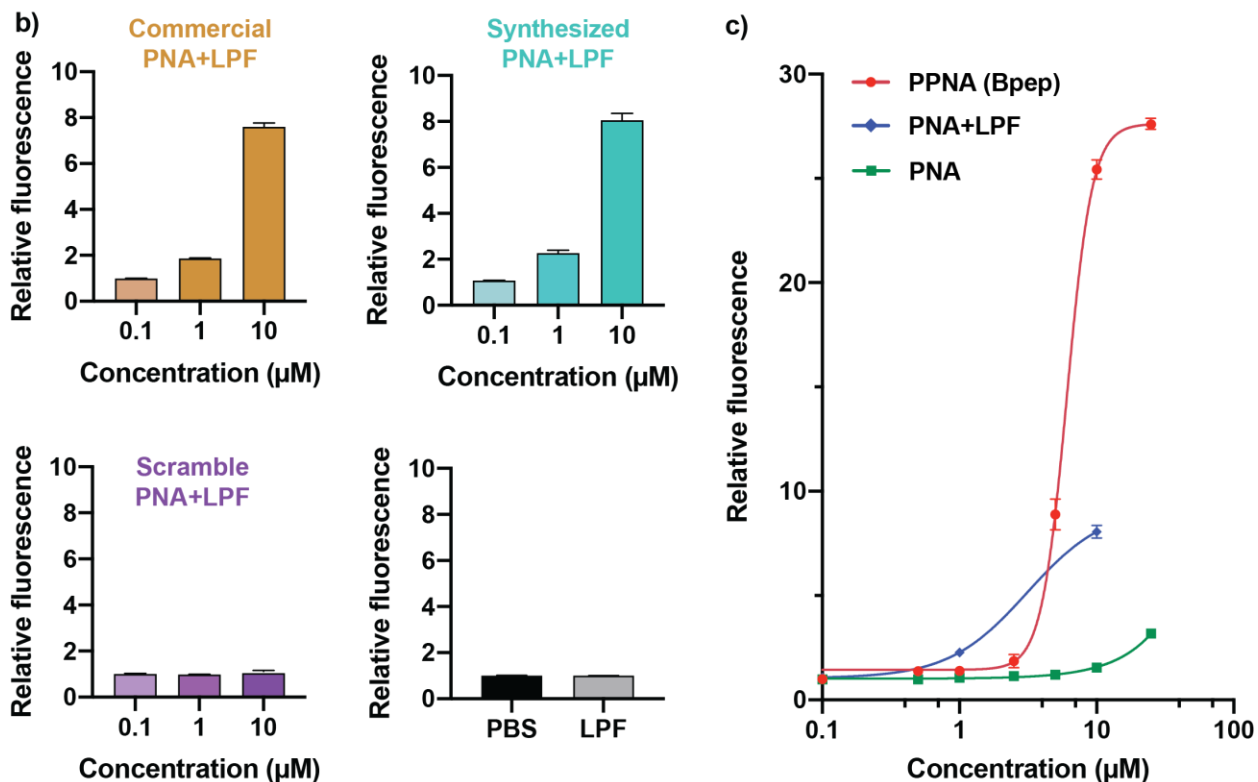 b)
Commercial
PNA+LPF
Relative fluorescence
10
8
6
4
2
0
0.1 1 10
Concentration (µM)
Synthesized
PNA+LPF
Relative fluorescence
10
8
6
4
2
0
0.1 1 10
Concentration (µM)
Scramble
PNA+LPF
Relative fluorescence
10
8
6
4
2
0
0.1 1 10
Concentration (µM)
Relative fluorescence
10
8
6
4
2
0
PBS LPF
c)
PPNA (Bpep)
PNA+LPF
PNA
Relative fluorescence
30
20
10
0
0.1 1 10 100
Concentration (µM)